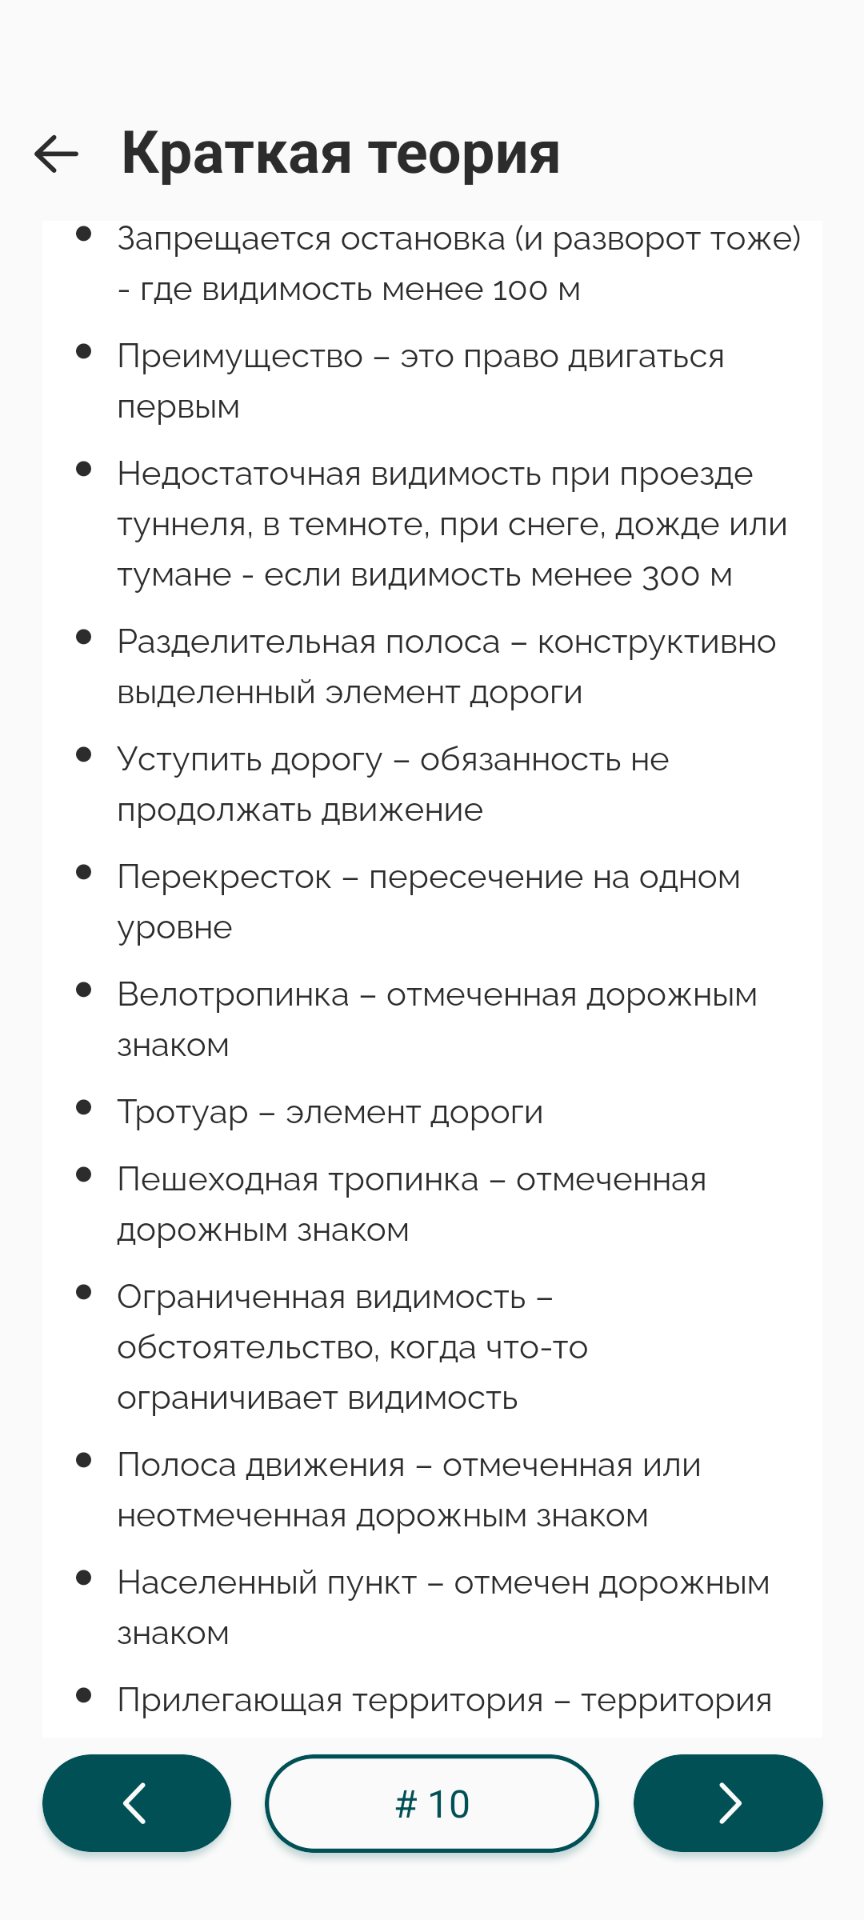 Краткая теория
Запрещается остановка (и разворот тоже)
- где видимость менее 100 м
Преимущество – это право двигаться
первым
Недостаточная видимость при проезде
туннеля, в темноте, при снеге, дожде или
тумане - если видимость менее 300 м
Разделительная полоса – конструктивно
выделенный элемент дороги
Уступить дорогу – обязанность не
продолжать движение
Перекресток – пересечение на одном
уровне
Велотропинка – отмеченная дорожным
знаком
Тротуар – элемент дороги
Пешеходная тропинка – отмеченная
дорожным знаком
Ограниченная видимость –
обстоятельство, когда что-то
ограничивает видимость
Полоса движения – отмеченная или
неотмеченная дорожным знаком
Населенный пункт – отмечен дорожным
знаком
Прилегающая территория – территория
# 10